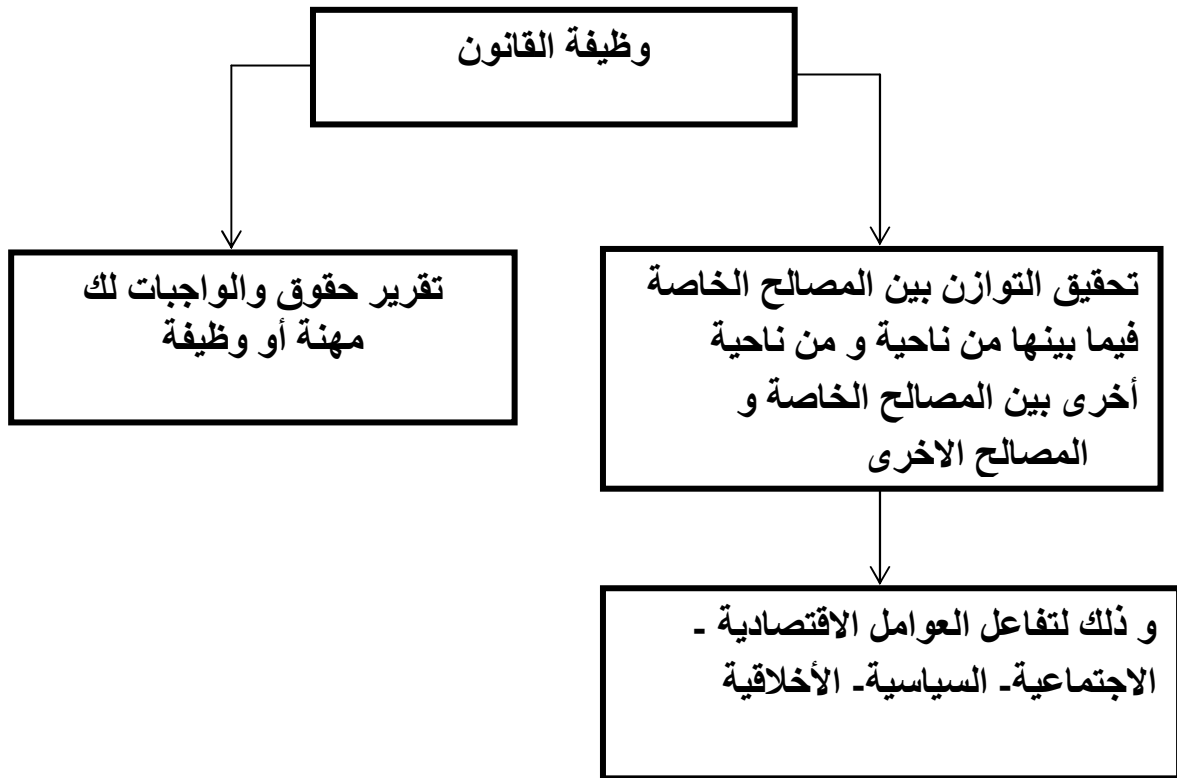 وظيفة القانون
تحقيق التوازن بين المصالح الخاصة
فيما بينها من ناحية و من ناحية
أخرى بين المصالح الخاصة و
المصالح الاخرى
تقرير حقوق والواجبات لك
مهنة أو وظيفة
و ذلك لتفاعل العوامل الاقتصادية -
الاجتماعية- السياسية- الأخلاقية